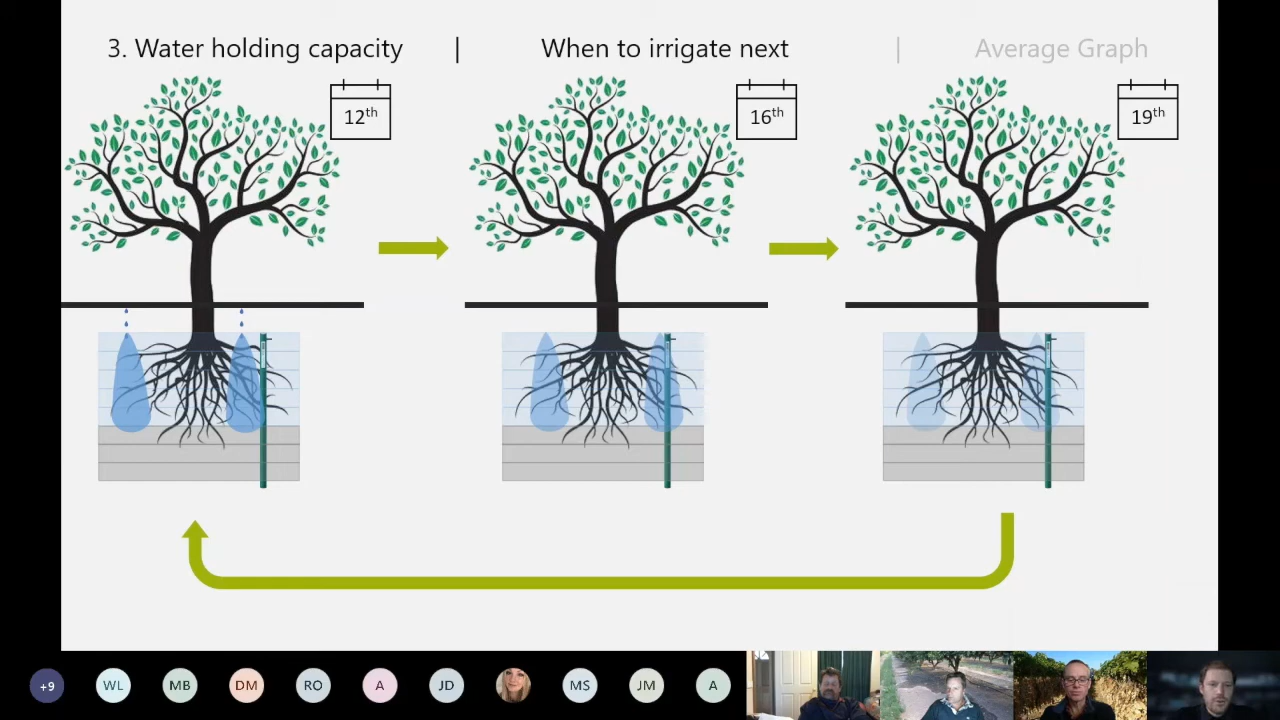 3. Water holding capacity | When to irrigate next | Average Graph
12th
16th
19th
+9 WL MB DM RO A JD MS JM A